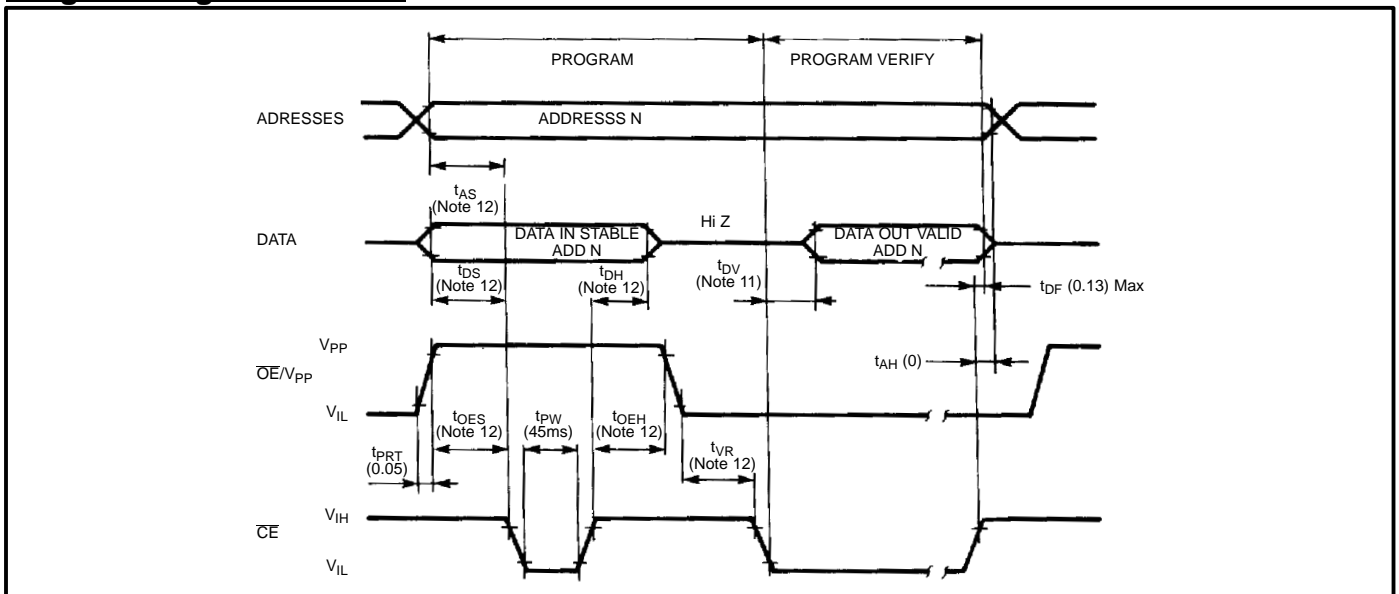 PROGRAM PROGRAM VERIFY
ADRESSES ADDRESSS N
tAS
(Note 12)
Hi Z
DATA DATA IN STABLE
ADD N
DATA OUT VALID
ADD N
tDS
(Note 12)
tDH
(Note 12)
tDV
(Note 11)
tDF (0.13) Max
VPP
OE/VPP
VIL
tAH (0)
tOES
(Note 12)
tPW
(45ms)
tOEH
(Note 12)
tPRT
(0.05)
tVR
(Note 12)
VIH
CE
VIL